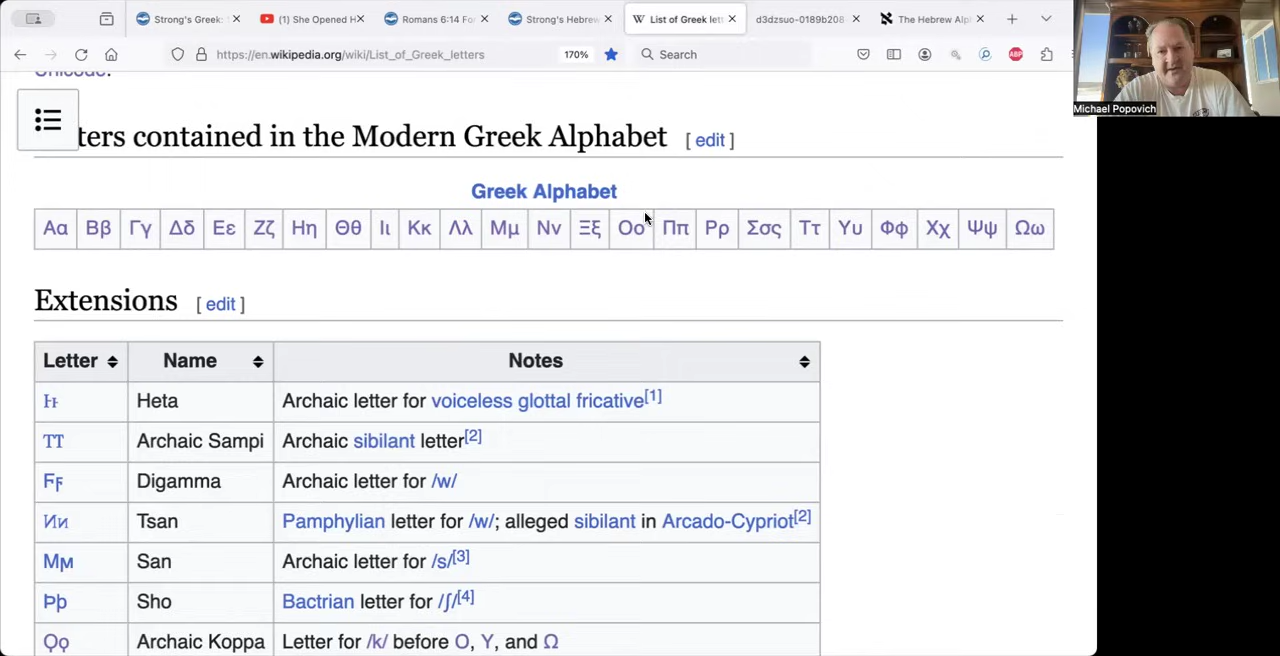 Strong's Greek:
(1) She Opened H
Romans 6:14 For
Strong's Hebrew
List of Greek lett
d3dzsuo-0189b208
The Hebrew Alp
https://en.wikipedia.org/wiki/List_of_Greek_letters
170%
Search
ABP
Michael Popovich
Unicode.
ters contained in the Modern Greek Alphabet [ edit ]
Greek Alphabet
Αα Ββ Γγ Δδ Εε Ζζ Ηη Θθ Ιι Κκ Λλ Μμ Νν Ξξ Οο Ππ Ρρ Σσς Ττ Υυ Φφ Χχ Ψψ Ωω
Extensions [ edit ]
Letter Name Notes
Ͱͱ Heta Archaic letter for voiceless glottal fricative[1]
ͲͲ Archaic Sampi Archaic sibilant letter[2]
Ϝϝ Digamma Archaic letter for /w/
Ͷͷ Tsan Pamphylian letter for /w/; alleged sibilant in Arcado-Cypriot[2]
Ϻϻ San Archaic letter for /s/[3]
Ϸϸ Sho Bactrian letter for /ʃ/[4]
Ϙϙ Archaic Koppa Letter for /k/ before Ο, Υ, and Ω